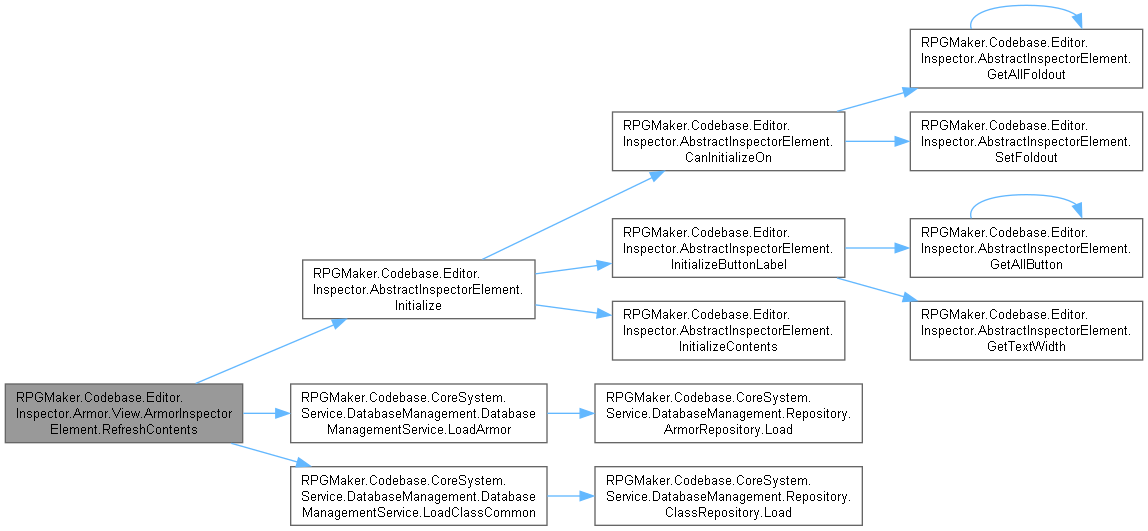 RPGMaker.Codebase.Editor.
Inspector.AbstractInspectorElement.
GetAllFoldout
RPGMaker.Codebase.Editor.
Inspector.AbstractInspectorElement.
CanInitializeOn
RPGMaker.Codebase.Editor.
Inspector.AbstractInspectorElement.
SetFoldout
RPGMaker.Codebase.Editor.
Inspector.AbstractInspectorElement.
InitializeButtonLabel
RPGMaker.Codebase.Editor.
Inspector.AbstractInspectorElement.
GetAllButton
RPGMaker.Codebase.Editor.
Inspector.AbstractInspectorElement.
Initialize
RPGMaker.Codebase.Editor.
Inspector.AbstractInspectorElement.
InitializeContents
RPGMaker.Codebase.Editor.
Inspector.AbstractInspectorElement.
GetTextWidth
RPGMaker.Codebase.Editor.
Inspector.Armor.View.ArmorInspector
Element.RefreshContents
RPGMaker.Codebase.CoreSystem.
Service.DatabaseManagement.Database
ManagementService.LoadArmor
RPGMaker.Codebase.CoreSystem.
Service.DatabaseManagement.Repository.
ArmorRepository.Load
RPGMaker.Codebase.CoreSystem.
Service.DatabaseManagement.Database
ManagementService.LoadClassCommon
RPGMaker.Codebase.CoreSystem.
Service.DatabaseManagement.Repository.
ClassRepository.Load